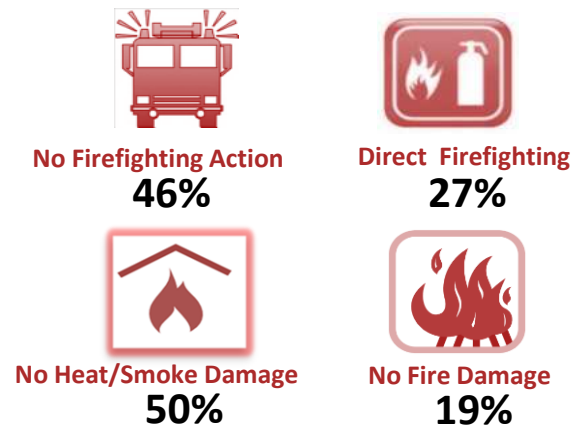 No Firefighting Action
46%
Direct Firefighting
27%
No Heat/Smoke Damage
50%
No Fire Damage
19%